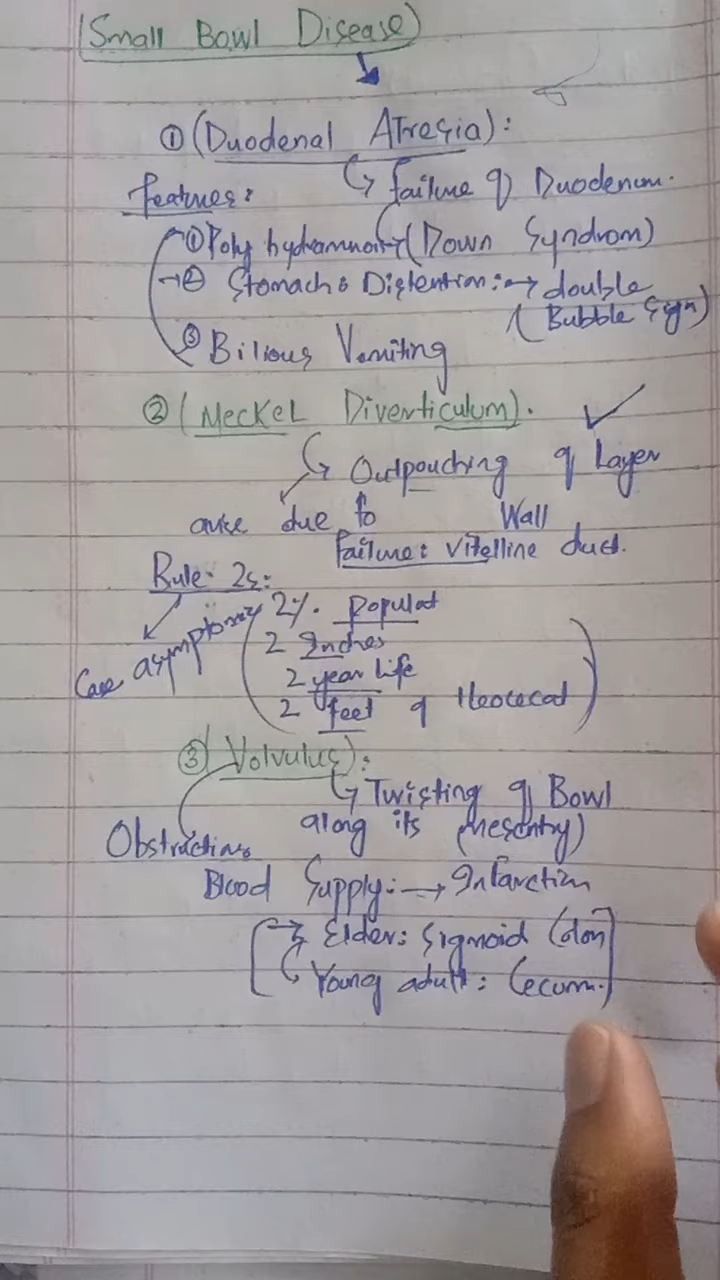 (Small Bowl Disease)
① (Duodenal Atresia):
↳ failure of Duodenum.
Features:
① Polyhydramnois (Down Syndrom)
→② Stomach & Distention: → double
(Bubble Sign)
③ Bilious Vomiting
② (Meckel Diverticulum). ✓
↳ Outpouching of Layer
Wall
due to
failure: vitelline duct.
Rule. 2s:
Case asymptomatic
2%. Populat
2 Inches
2 year life
2 feet of Ileocecal
③ Volvulus):
↳ Twisting of Bowl
along its (mesentry)
Obstruction &
Blood Supply: → Infarction
→ Elder: Sigmoid Colon
Young adult: Cecum.